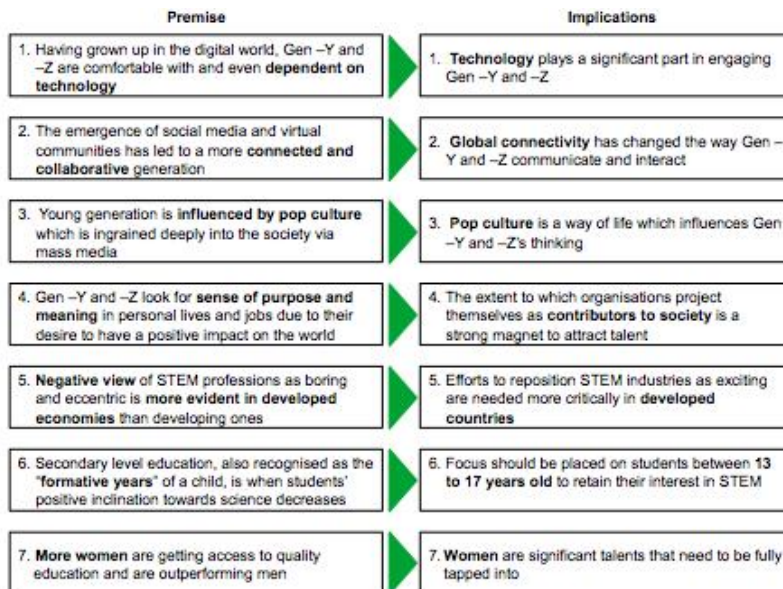 Premise
Implications
1. Having grown up in the digital world, Gen –Y and
–Z are comfortable with and even dependent on
technology
1. Technology plays a significant part in engaging
Gen –Y and –Z
2. The emergence of social media and virtual
communities has led to a more connected and
collaborative generation
2. Global connectivity has changed the way Gen –
Y and –Z communicate and interact
3. Young generation is influenced by pop culture
which is ingrained deeply into the society via
mass media
3. Pop culture is a way of life which influences Gen
–Y and –Z's thinking
4. Gen –Y and –Z look for sense of purpose and
meaning in personal lives and jobs due to their
desire to have a positive impact on the world
4. The extent to which organisations project
themselves as contributors to society is a
strong magnet to attract talent
5. Negative view of STEM professions as boring
and eccentric is more evident in developed
economies than developing ones
5. Efforts to reposition STEM industries as exciting
are needed more critically in developed
countries
6. Secondary level education, also recognised as the
"formative years" of a child, is when students'
positive inclination towards science decreases
6. Focus should be placed on students between 13
to 17 years old to retain their interest in STEM
7. More women are getting access to quality
education and are outperforming men
7. Women are significant talents that need to be fully
tapped into